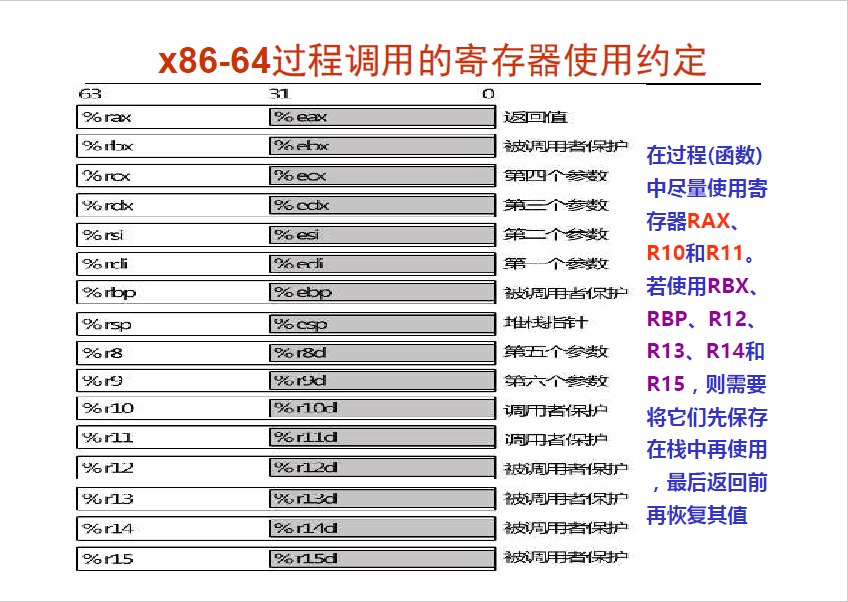 x86-64过程调用的寄存器使用约定
63 31 0
%rax %eax 返回值
%rbx %ebx 被调用者保护
%rcx %ecx 第四个参数
%rdx %edx 第三个参数
%rsi %esi 第二个参数
%rdi %edi 第一个参数
%rbp %ebp 被调用者保护
%rsp %esp 堆栈指针
%r8 %r8d 第五个参数
%r9 %r9d 第六个参数
%r10 %r10d 调用者保护
%r11 %r11d 调用者保护
%r12 %r12d 被调用者保护
%r13 %r13d 被调用者保护
%r14 %r14d 被调用者保护
%r15 %r15d 被调用者保护
在过程(函数)
中尽量使用寄
存器RAX、
R10和R11。
若使用RBX、
RBP、R12、
R13、R14和
R15，则需要
将它们先保存
在栈中再使用
，最后返回前
再恢复其值